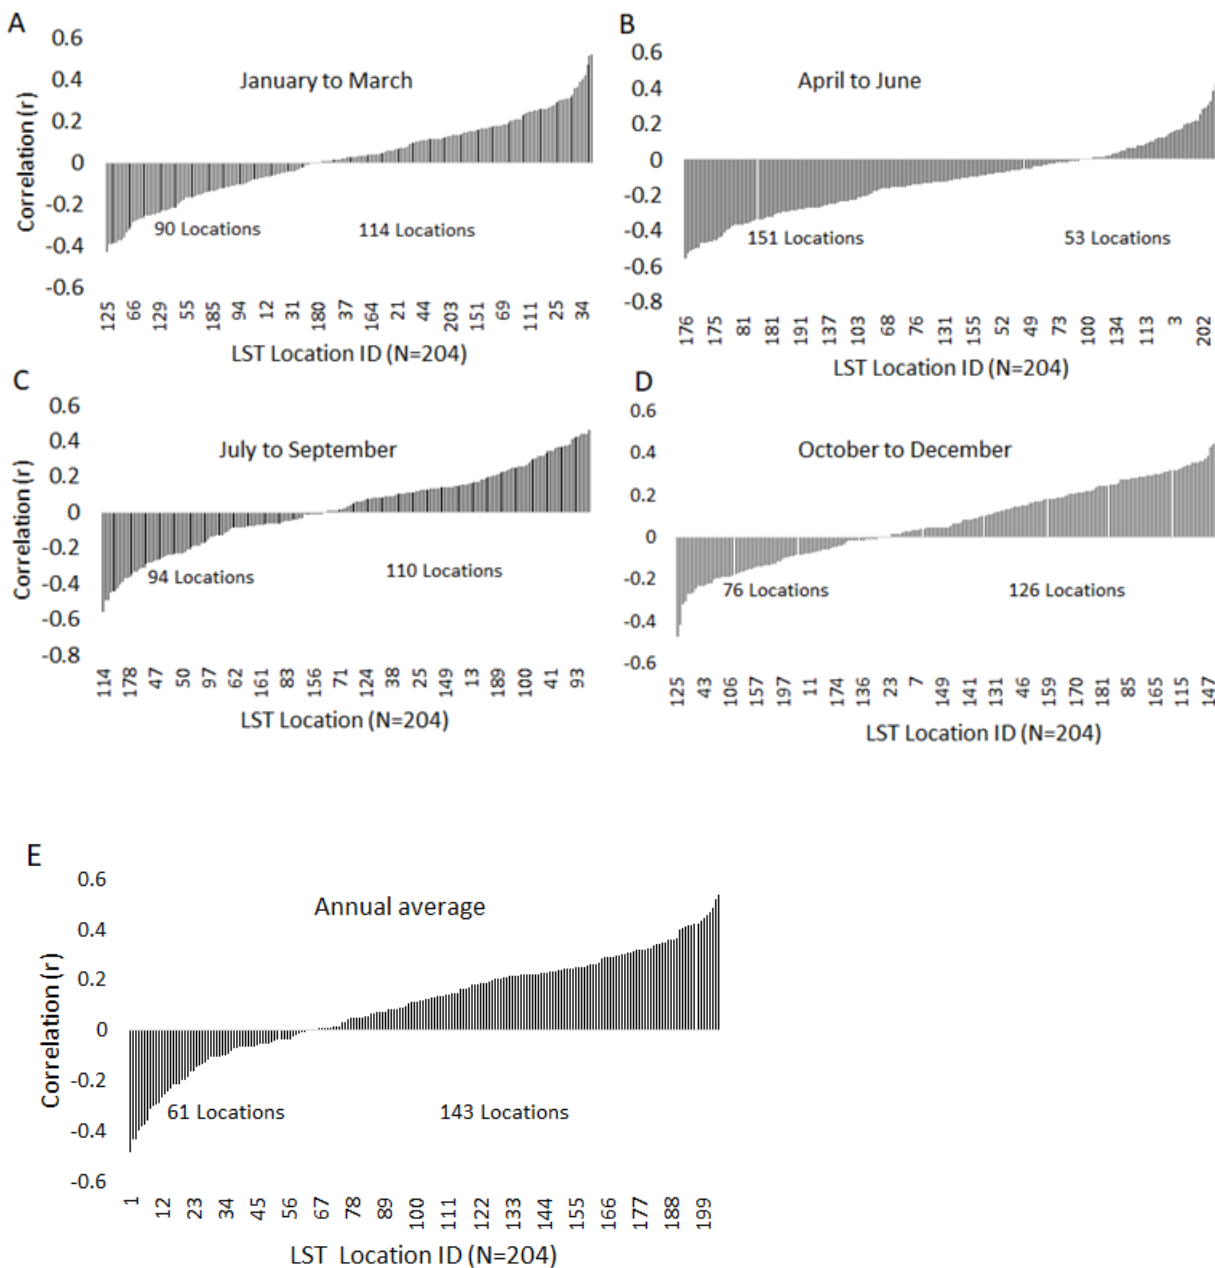 A
0.6
0.4
0.2
0
-0.2
-0.4
-0.6
Correlation (r)
January to March
90 Locations
114 Locations
125 66 129 55 185 94 12 31 180 37 164 21 44 203 151 69 111 25 34
LST Location ID (N=204)
B
0.6
0.4
0.2
0
-0.2
-0.4
-0.6
-0.8
April to June
151 Locations
53 Locations
176 175 81 181 191 137 103 68 76 131 155 52 49 73 100 134 113 3 202
LST Location ID (N=204)
C
0.6
0.4
0.2
0
-0.2
-0.4
-0.6
-0.8
Correlation (r)
July to September
94 Locations
110 Locations
114 178 47 50 97 62 161 83 156 71 124 38 25 149 13 189 100 41 93
LST Location (N=204)
D
0.6
0.4
0.2
0
-0.2
-0.4
-0.6
October to December
76 Locations
126 Locations
125 43 106 157 197 11 174 136 23 7 149 141 131 46 159 170 181 85 165 115 147
LST Location ID (N=204)
E
0.6
0.4
0.2
0
-0.2
-0.4
-0.6
Correlation (r)
Annual average
61 Locations
143 Locations
1 12 23 34 45 56 67 78 89 100 111 122 133 144 155 166 177 188 199
LST Location ID (N=204)